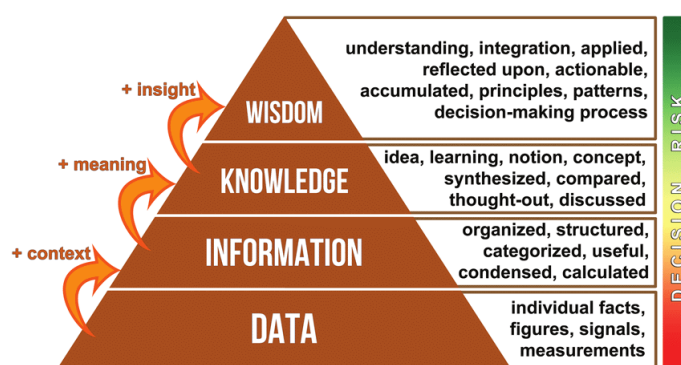 understanding, integration, applied,
reflected upon, actionable,
accumulated, principles, patterns,
decision-making process
+ insight
WISDOM
idea, learning, notion, concept,
synthesized, compared,
thought-out, discussed
+ meaning
KNOWLEDGE
organized, structured,
categorized, useful,
condensed, calculated
+ context
INFORMATION
individual facts,
figures, signals,
measurements
DATA
DECISION RISK